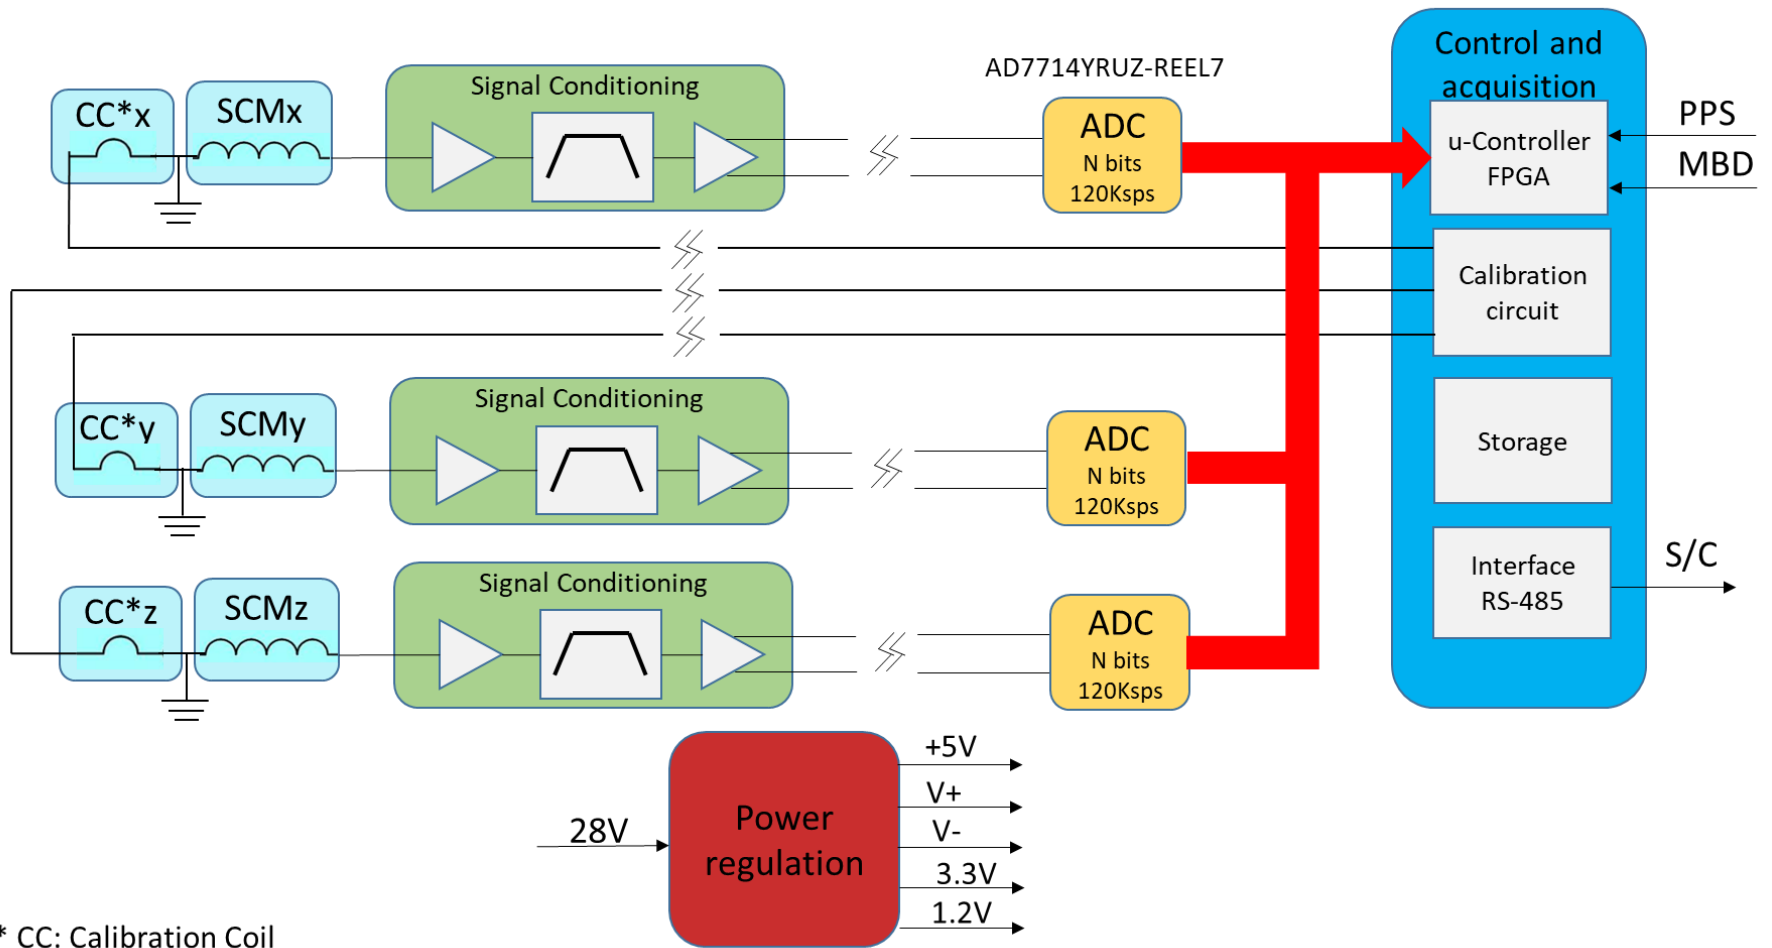 AD7714YRUZ-REEL7
Control and
acquisition
CC*x
SCMx
Signal Conditioning
ADC
N bits
120Ksps
u-Controller
FPGA
PPS
MBD
Calibration
circuit
CC*y
SCMy
Signal Conditioning
ADC
N bits
120Ksps
Storage
CC*z
SCMz
Signal Conditioning
ADC
N bits
120Ksps
Interface
RS-485
S/C
28V
Power
regulation
+5V
V+
V-
3.3V
1.2V
* CC: Calibration Coil